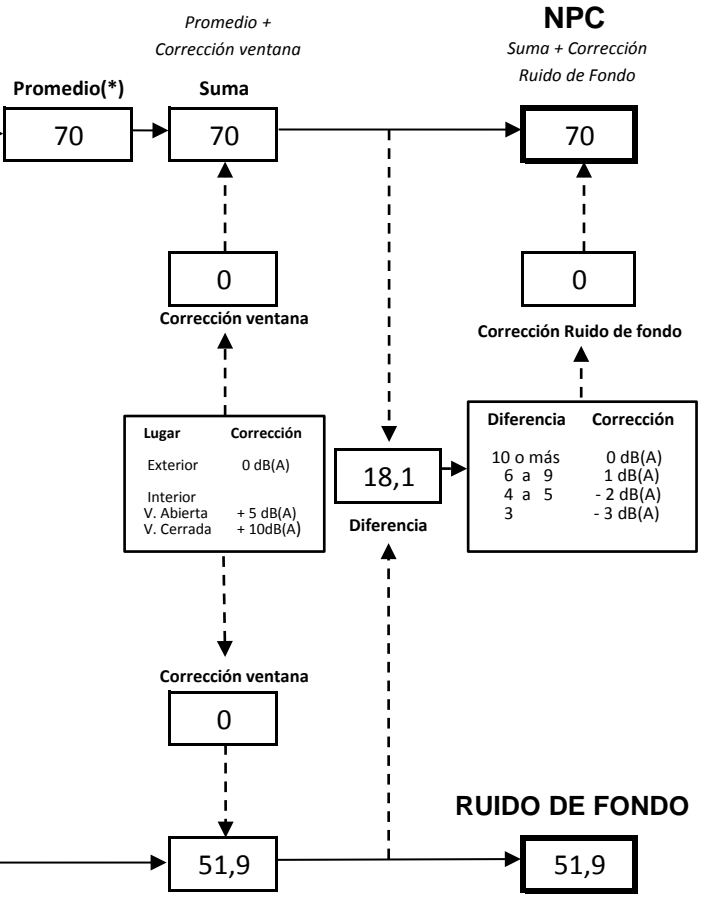 NPC
Promedio +
Corrección ventana
Suma + Corrección
Ruido de Fondo
Promedio(*)
Suma
70
70
70
0
0
Corrección ventana
Corrección Ruido de fondo
Lugar Corrección
Exterior 0 dB(A)
Interior
V. Abierta + 5 dB(A)
V. Cerrada + 10dB(A)
18,1
Diferencia
Diferencia Corrección
10 o más 0 dB(A)
6 a 9 1 dB(A)
4 a 5 - 2 dB(A)
3 - 3 dB(A)
Corrección ventana
0
RUIDO DE FONDO
51,9
51,9